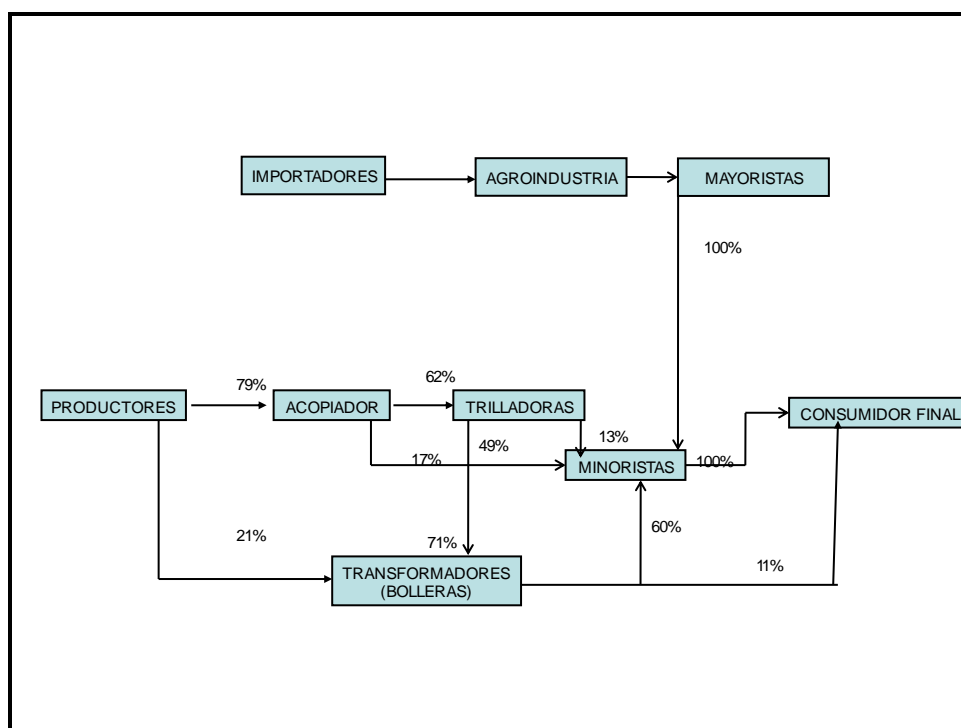 IMPORTADORES
AGROINDUSTRIA
MAYORISTAS
100%
79%
62%
PRODUCTORES
ACOPIADOR
TRILLADORAS
CONSUMIDOR FINAL
49%
13%
17%
MINORISTAS
100%
21%
71%
60%
TRANSFORMADORES
(BOLLERAS)
11%